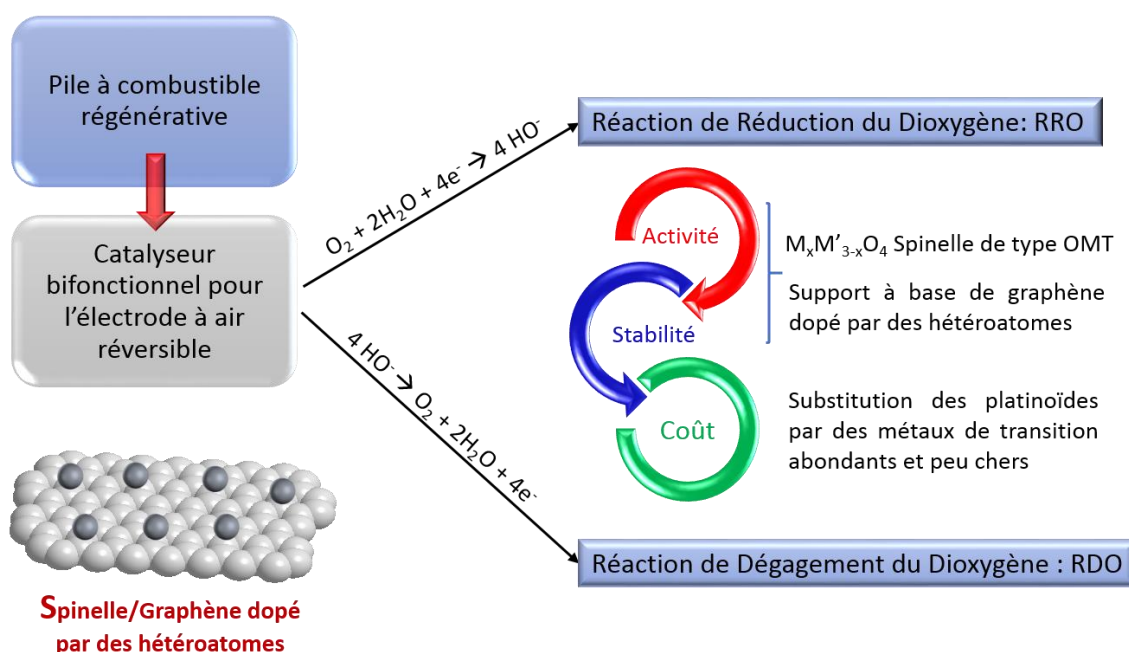 Pile à combustible
régénérative
Catalyseur
bifonctionnel pour
l’électrode à air
réversible
Spinelle/Graphène dopé
par des hétéroatomes
O₂ + 2H₂O + 4e⁻ → 4 HO⁻
4 HO⁻ → O₂ + 2H₂O + 4e⁻
Réaction de Réduction du Dioxygène: RRO
Activité
Stabilité
Coût
MₓM’₃₋ₓO₄ Spinelle de type OMT
Support à base de graphène
dopé par des hétéroatomes
Substitution des platinoïdes
par des métaux de transition
abondants et peu chers
Réaction de Dégagement du Dioxygène : RDO